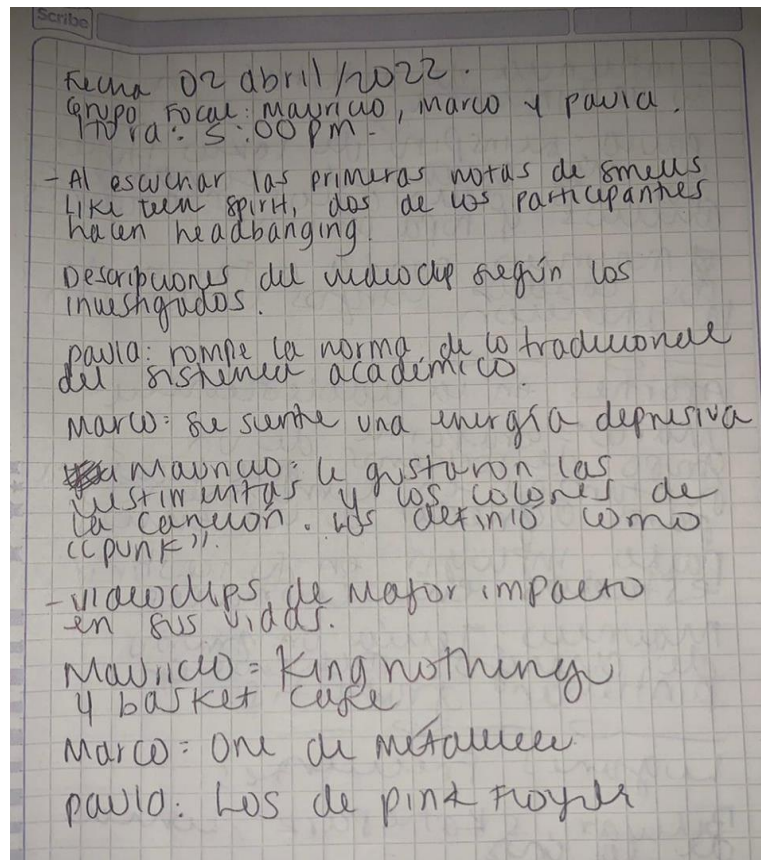 Scribe
Fecha 02 abril/2022.
Grupo Focal: Mauricio, Marco y Paula.
Hora: 5:00 pm.
- Al escuchar las primeras notas de smells
like teen spirit, dos de los participantes
hacen headbanging.
Descripciones del videoclip según los
investigados.
paula: rompe la norma de lo tradicional
del sistema académico.
Marco: se siente una energía depresiva
Mauricio: le gustaron las
vestimentas y los colores de
la canción. los definió como
"punk".
- videoclips de mayor impacto
en sus vidas.
Mauricio = King nothing
y basket case
Marco: One de metallica
paula: Los de pink Floyd